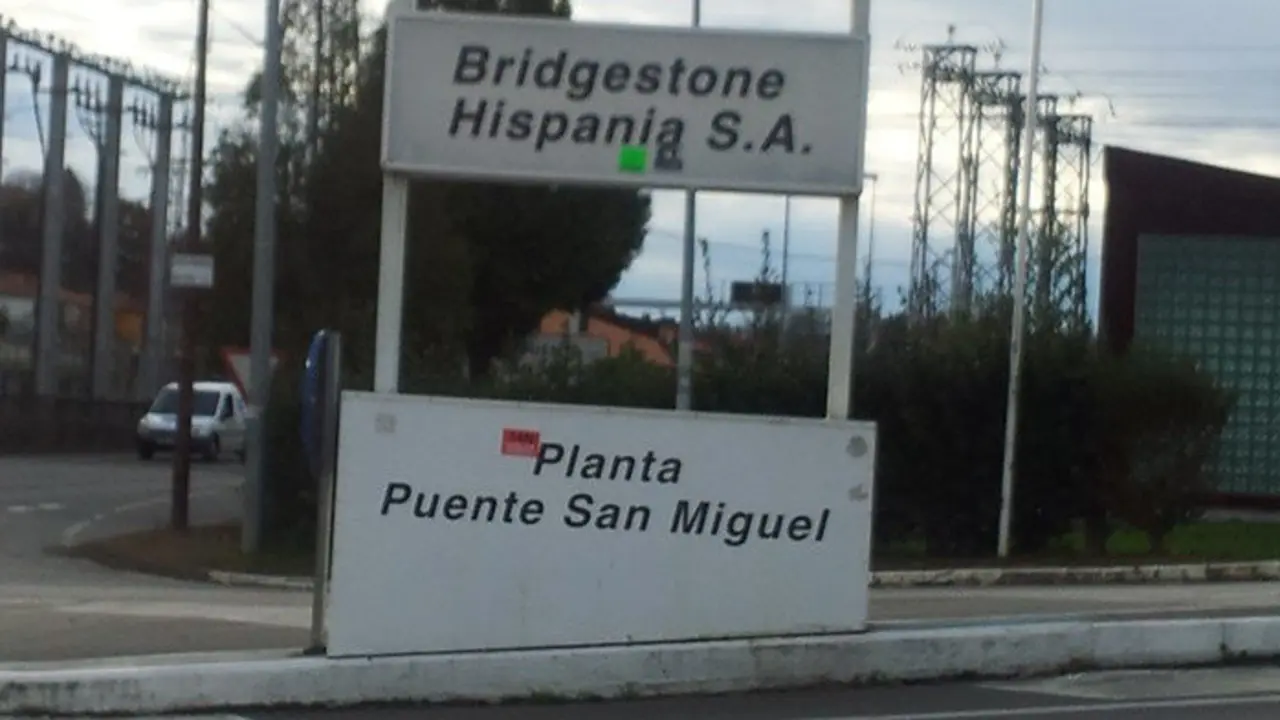 Bridgestone
Hispania S.A.
Planta
Puente San Miguel